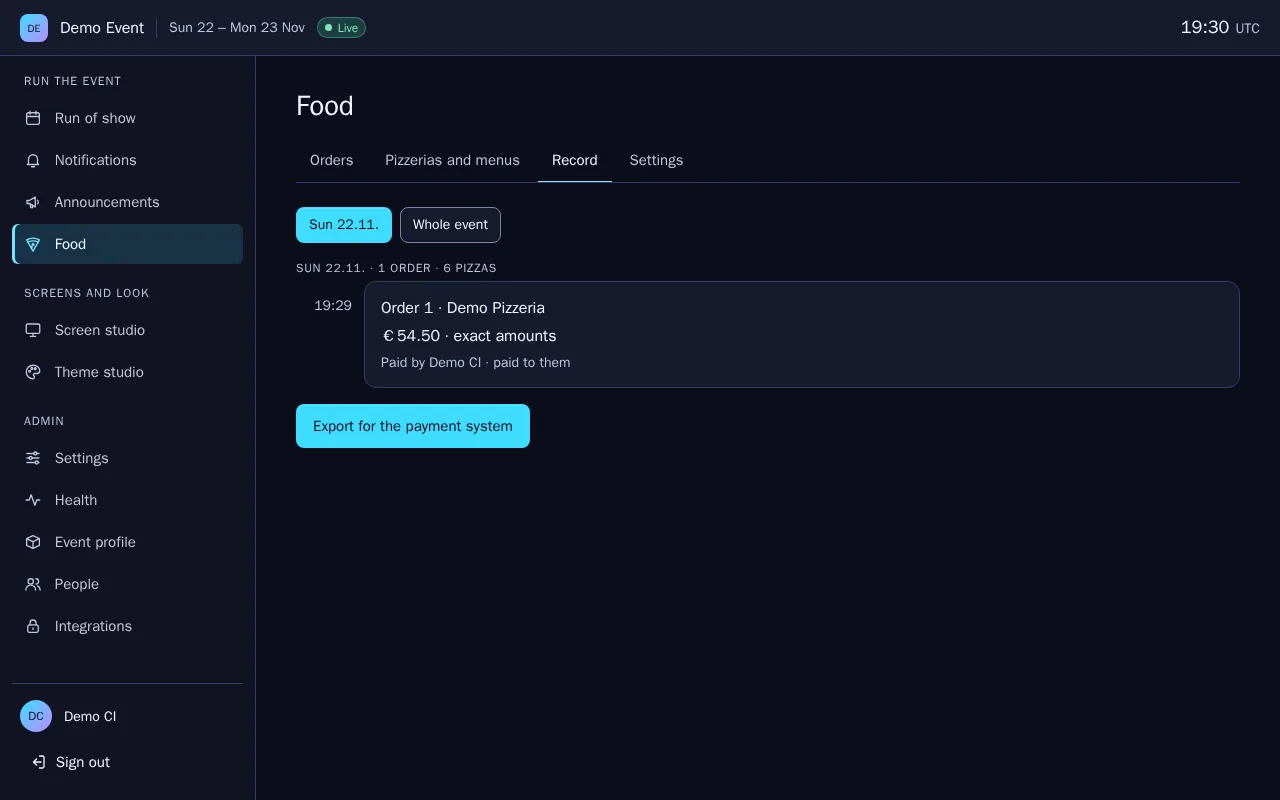 DE Demo Event Sun 22 – Mon 23 Nov Live 19:30 UTC
RUN THE EVENT
Run of show
Notifications
Announcements
Food
SCREENS AND LOOK
Screen studio
Theme studio
ADMIN
Settings
Health
Event profile
People
Integrations
DC Demo CI
Sign out
Food
Orders Pizzerias and menus Record Settings
Sun 22.11. Whole event
SUN 22.11. · 1 ORDER · 6 PIZZAS
19:29 Order 1 · Demo Pizzeria
€ 54.50 · exact amounts
Paid by Demo CI · paid to them
Export for the payment system